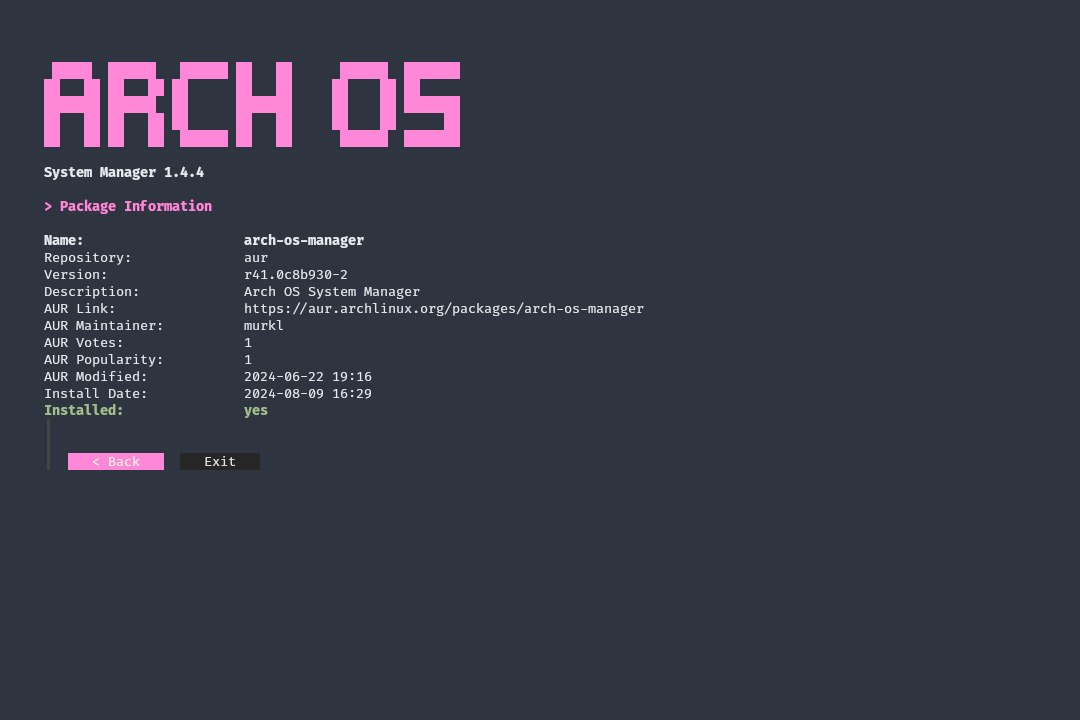 ARCH OS
System Manager 1.4.4
> Package Information
Name: arch-os-manager
Repository: aur
Version: r41.0c8b930-2
Description: Arch OS System Manager
AUR Link: https://aur.archlinux.org/packages/arch-os-manager
AUR Maintainer: murkl
AUR Votes: 1
AUR Popularity: 1
AUR Modified: 2024-06-22 19:16
Install Date: 2024-08-09 16:29
Installed: yes
< Back Exit